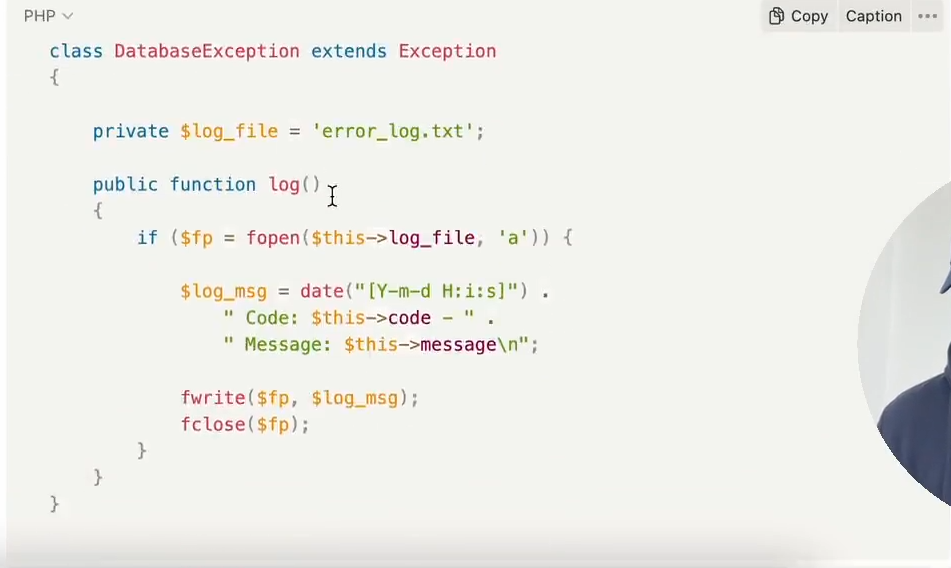 PHP
Copy Caption
class DatabaseException extends Exception
{
private $log_file = 'error_log.txt';
public function log()
{
if ($fp = fopen($this->log_file, 'a')) {
$log_msg = date("[Y-m-d H:i:s]") .
" Code: $this->code - " .
" Message: $this->message\n";
fwrite($fp, $log_msg);
fclose($fp);
}
}
}